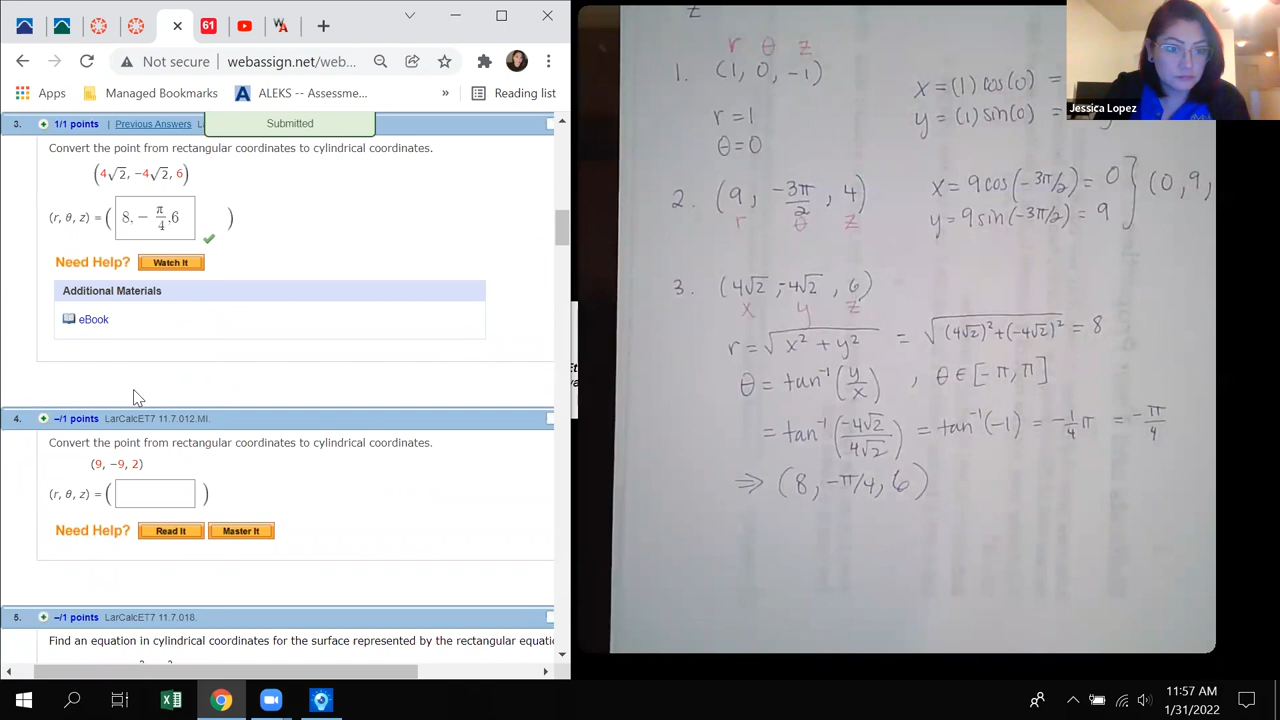 61
Not secure | webassign.net/web...
Apps Managed Bookmarks ALEKS -- Assessme... » Reading list
3. 1/1 points | Previous Answers
Submitted
Convert the point from rectangular coordinates to cylindrical coordinates.
(4√2, -4√2, 6)
(r, θ, z) = ( 8, -π/4, 6 )
Need Help? Watch It
Additional Materials
eBook
4. –/1 points LarCalcET7 11.7.012.MI.
Convert the point from rectangular coordinates to cylindrical coordinates.
(9, -9, 2)
(r, θ, z) = ( )
Need Help? Read It Master It
5. –/1 points LarCalcET7 11.7.018.
Find an equation in cylindrical coordinates for the surface represented by the rectangular equatio
z
r θ z
1. (1, 0, -1)
x = (1) cos(0) =
y = (1) sin(0) =
r = 1
θ = 0
2. (9, -3π/2, 4)
r θ z
x = 9cos(-3π/2) = 0 } (0, 9,
y = 9sin(-3π/2) = 9
3. (4√2, -4√2, 6)
x y z
r = √(x² + y²) = √((4√2)² + (-4√2)²) = 8
θ = tan⁻¹(y/x) , θ ∈ [-π, π]
= tan⁻¹(-4√2/4√2) = tan⁻¹(-1) = -1/4 π = -π/4
⇒ (8, -π/4, 6)
Jessica Lopez
11:57 AM
1/31/2022